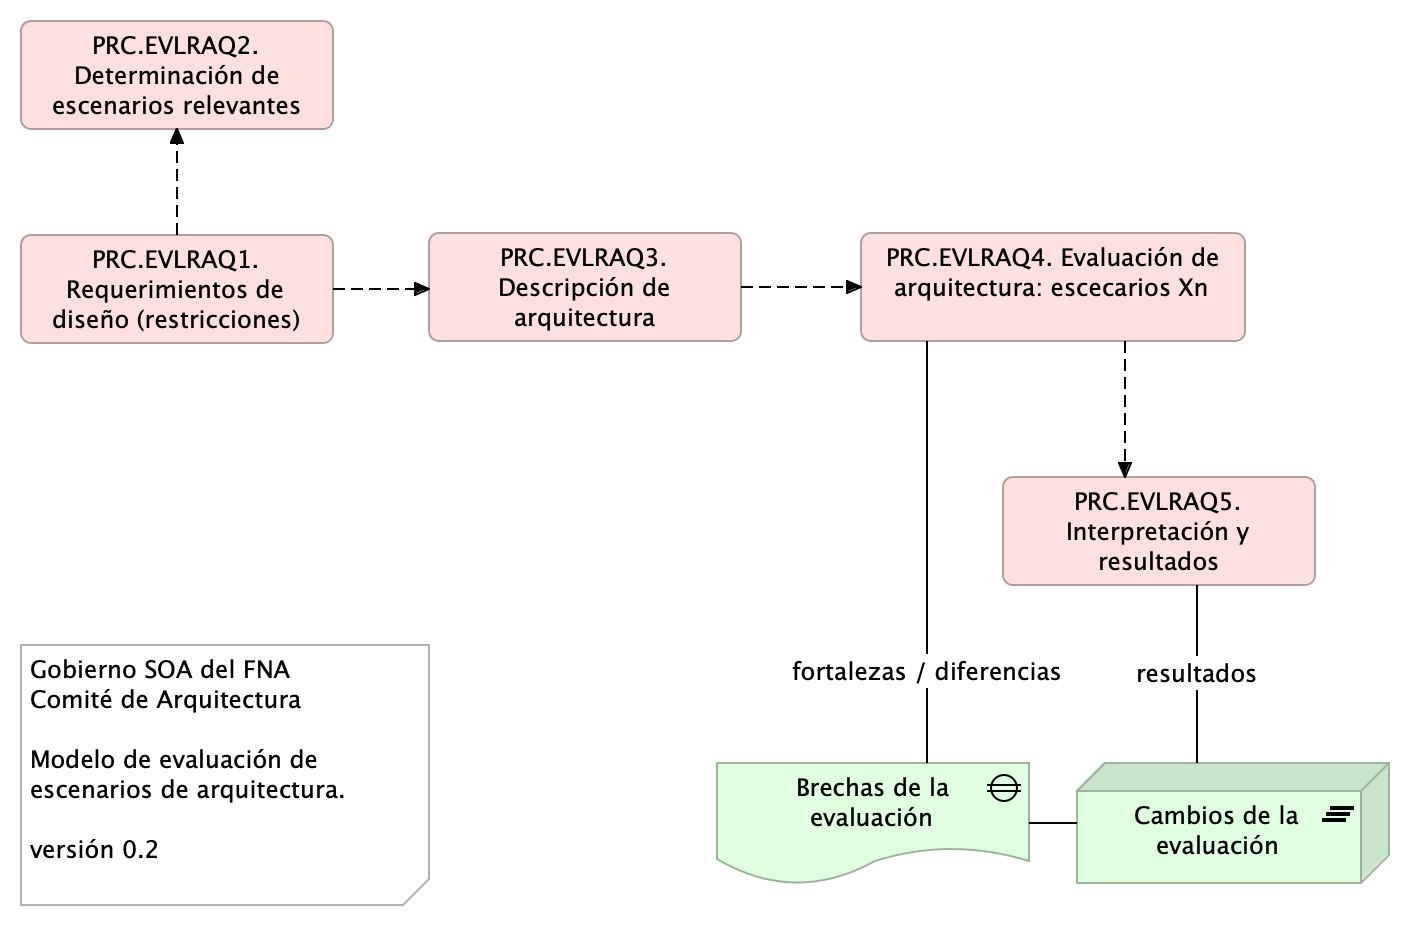 PRC.EVLRAQ2.
Determinación de
escenarios relevantes
PRC.EVLRAQ1.
Requerimientos de
diseño (restricciones)
PRC.EVLRAQ3.
Descripción de
arquitectura
PRC.EVLRAQ4. Evaluación de
arquitectura: escecarios Xn
PRC.EVLRAQ5.
Interpretación y
resultados
fortalezas / diferencias
resultados
Gobierno SOA del FNA
Comité de Arquitectura
Modelo de evaluación de
escenarios de arquitectura.
versión 0.2
Brechas de la
evaluación
Cambios de la
evaluación